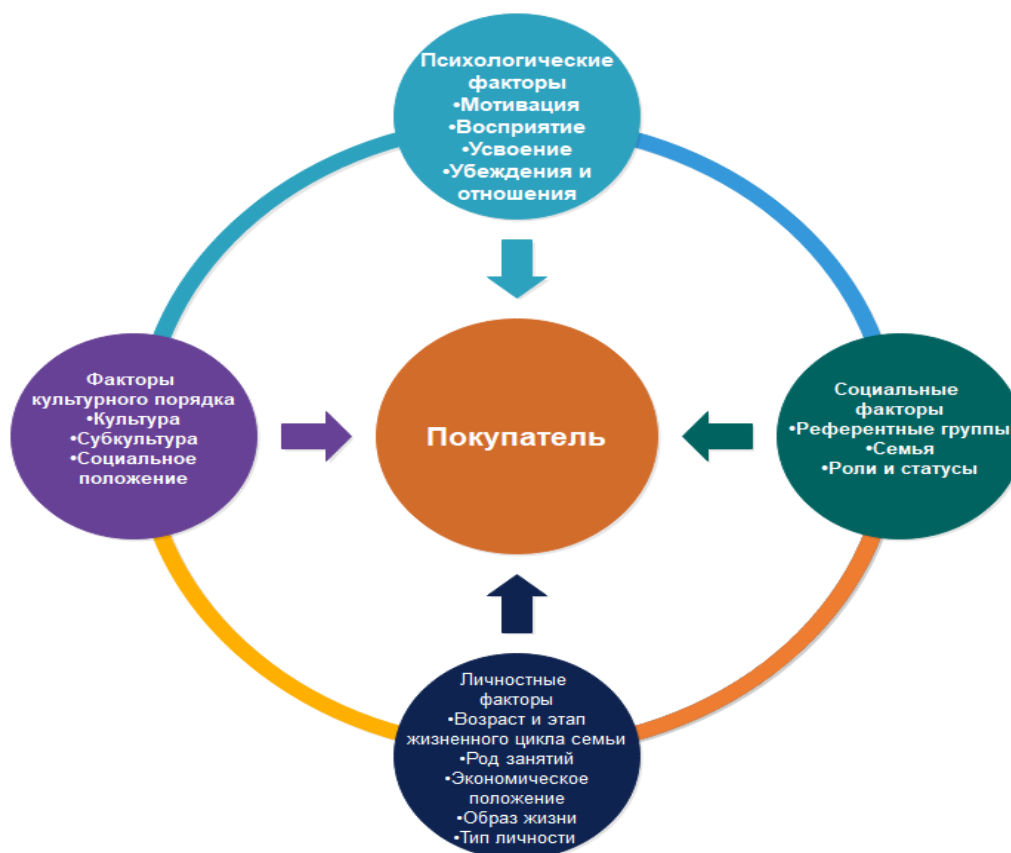 Психологические
факторы
•Мотивация
•Восприятие
•Усвоение
•Убеждения и
отношения
Факторы
культурного порядка
•Культура
•Субкультура
•Социальное
положение
Покупатель
Социальные
факторы
•Референтные группы
•Семья
•Роли и статусы
Личностные
факторы
•Возраст и этап
жизненного цикла семьи
•Род занятий
•Экономическое
положение
•Образ жизни
•Тип личности